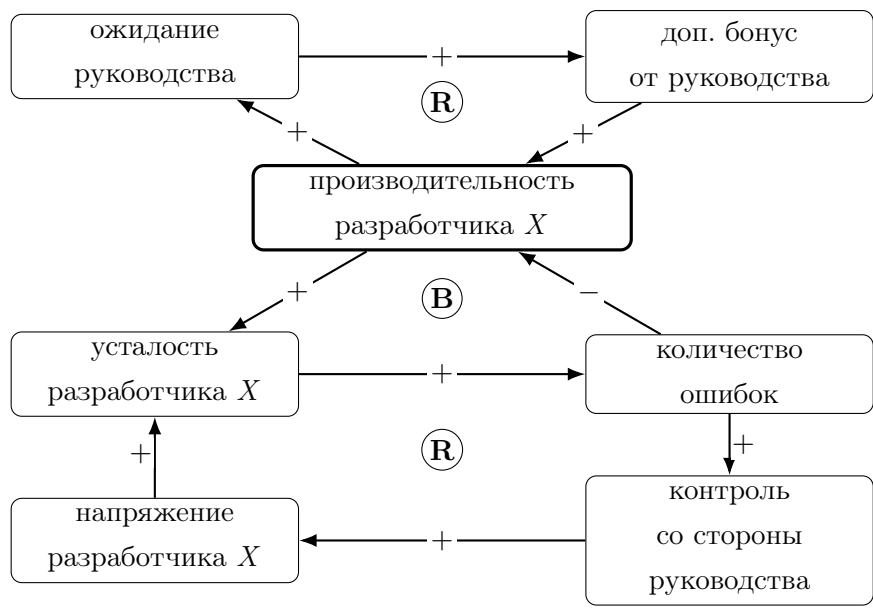 ожидание
руководства
+
доп. бонус
от руководства
R
+
+
производительность
разработчика X
+
B
−
усталость
разработчика X
+
количество
ошибок
+
R
+
напряжение
разработчика X
+
контроль
со стороны
руководства